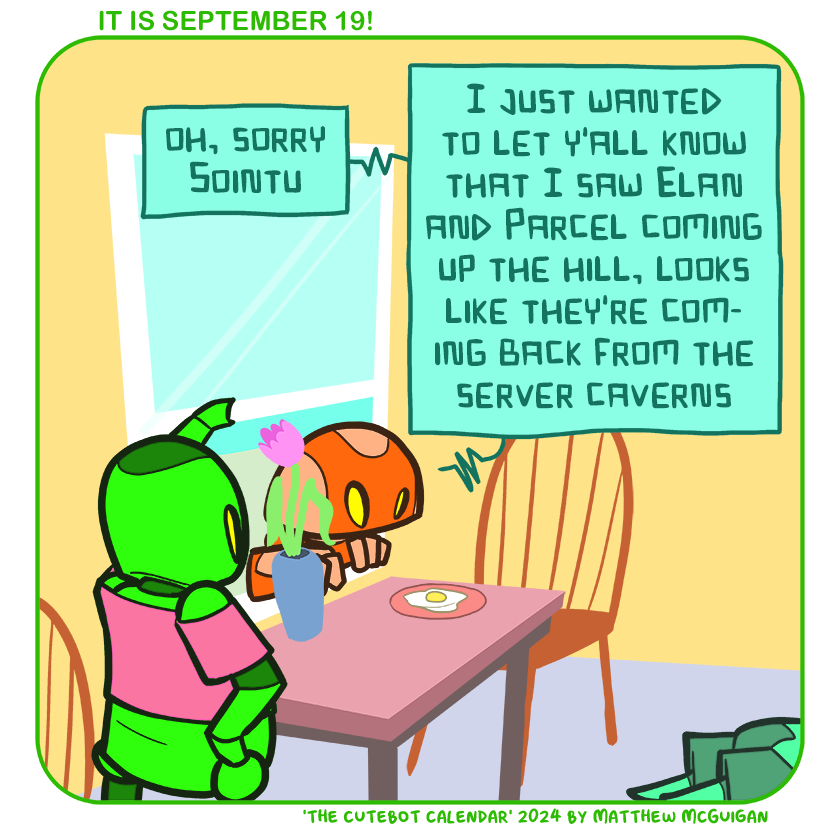 IT IS SEPTEMBER 19!
OH, SORRY
SOINTU
I JUST WANTED
TO LET Y'ALL KNOW
THAT I SAW ELAN
AND PARCEL COMING
UP THE HILL, LOOKS
LIKE THEY'RE COM-
ING BACK FROM THE
SERVER CAVERNS
'THE CUTEBOT CALENDAR' 2024 BY MATTHEW MCGUIGAN